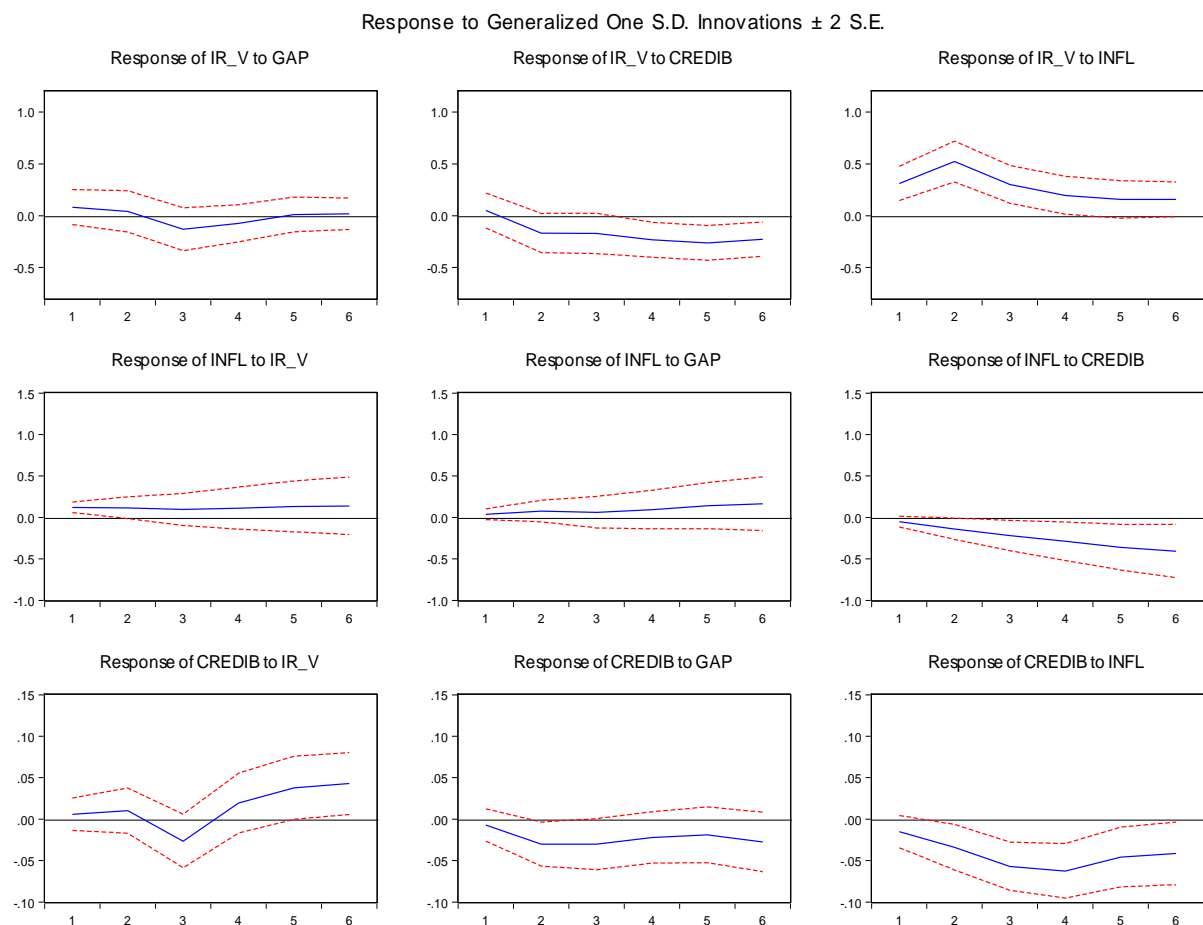 Response to Generalized One S.D. Innovations ± 2 S.E.
Response of IR_V to GAP
1.0
0.5
0.0
-0.5
1 2 3 4 5 6
Response of IR_V to CREDIB
1.0
0.5
0.0
-0.5
1 2 3 4 5 6
Response of IR_V to INFL
1.0
0.5
0.0
-0.5
1 2 3 4 5 6
Response of INFL to IR_V
1.5
1.0
0.5
0.0
-0.5
-1.0
1 2 3 4 5 6
Response of INFL to GAP
1.5
1.0
0.5
0.0
-0.5
-1.0
1 2 3 4 5 6
Response of INFL to CREDIB
1.5
1.0
0.5
0.0
-0.5
-1.0
1 2 3 4 5 6
Response of CREDIB to IR_V
.15
.10
.05
.00
-.05
-.10
1 2 3 4 5 6
Response of CREDIB to GAP
.15
.10
.05
.00
-.05
-.10
1 2 3 4 5 6
Response of CREDIB to INFL
.15
.10
.05
.00
-.05
-.10
1 2 3 4 5 6